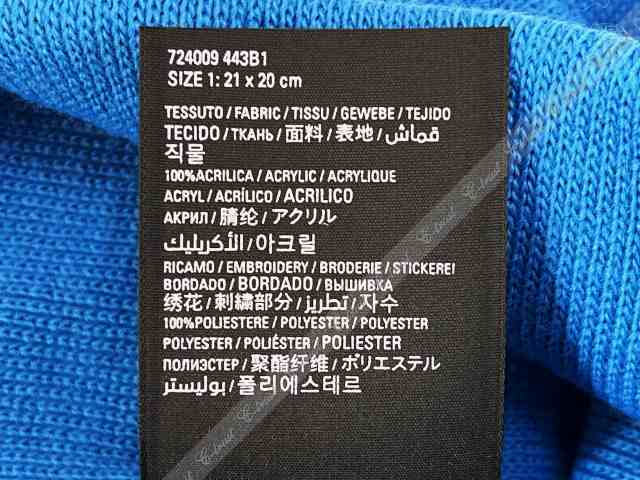 724009 443B1
SIZE 1: 21 x 20 cm
TESSUTO / FABRIC / TISSU / GEWEBE / TEJIDO
TECIDO / ТКАНЬ / 面料 / 表地 / قماش
직물
100%ACRILICA / ACRYLIC / ACRYLIQUE
ACRYL / ACRÍLICO / ACRILICO
АКРИЛ / 腈纶 / アクリル
الأكريليك / 아크릴
RICAMO / EMBROIDERY / BRODERIE / STICKEREI
BORDADO / BORDADO / ВЫШИВКА
绣花 / 刺繍部分 / تطريز / 자수
100%POLIESTERE / POLYESTER / POLYESTER
POLYESTER / POLIÉSTER / POLIESTER
ПОЛИЭСТЕР / 聚酯纤维 / ポリエステル
بوليستر / 폴리에스테르